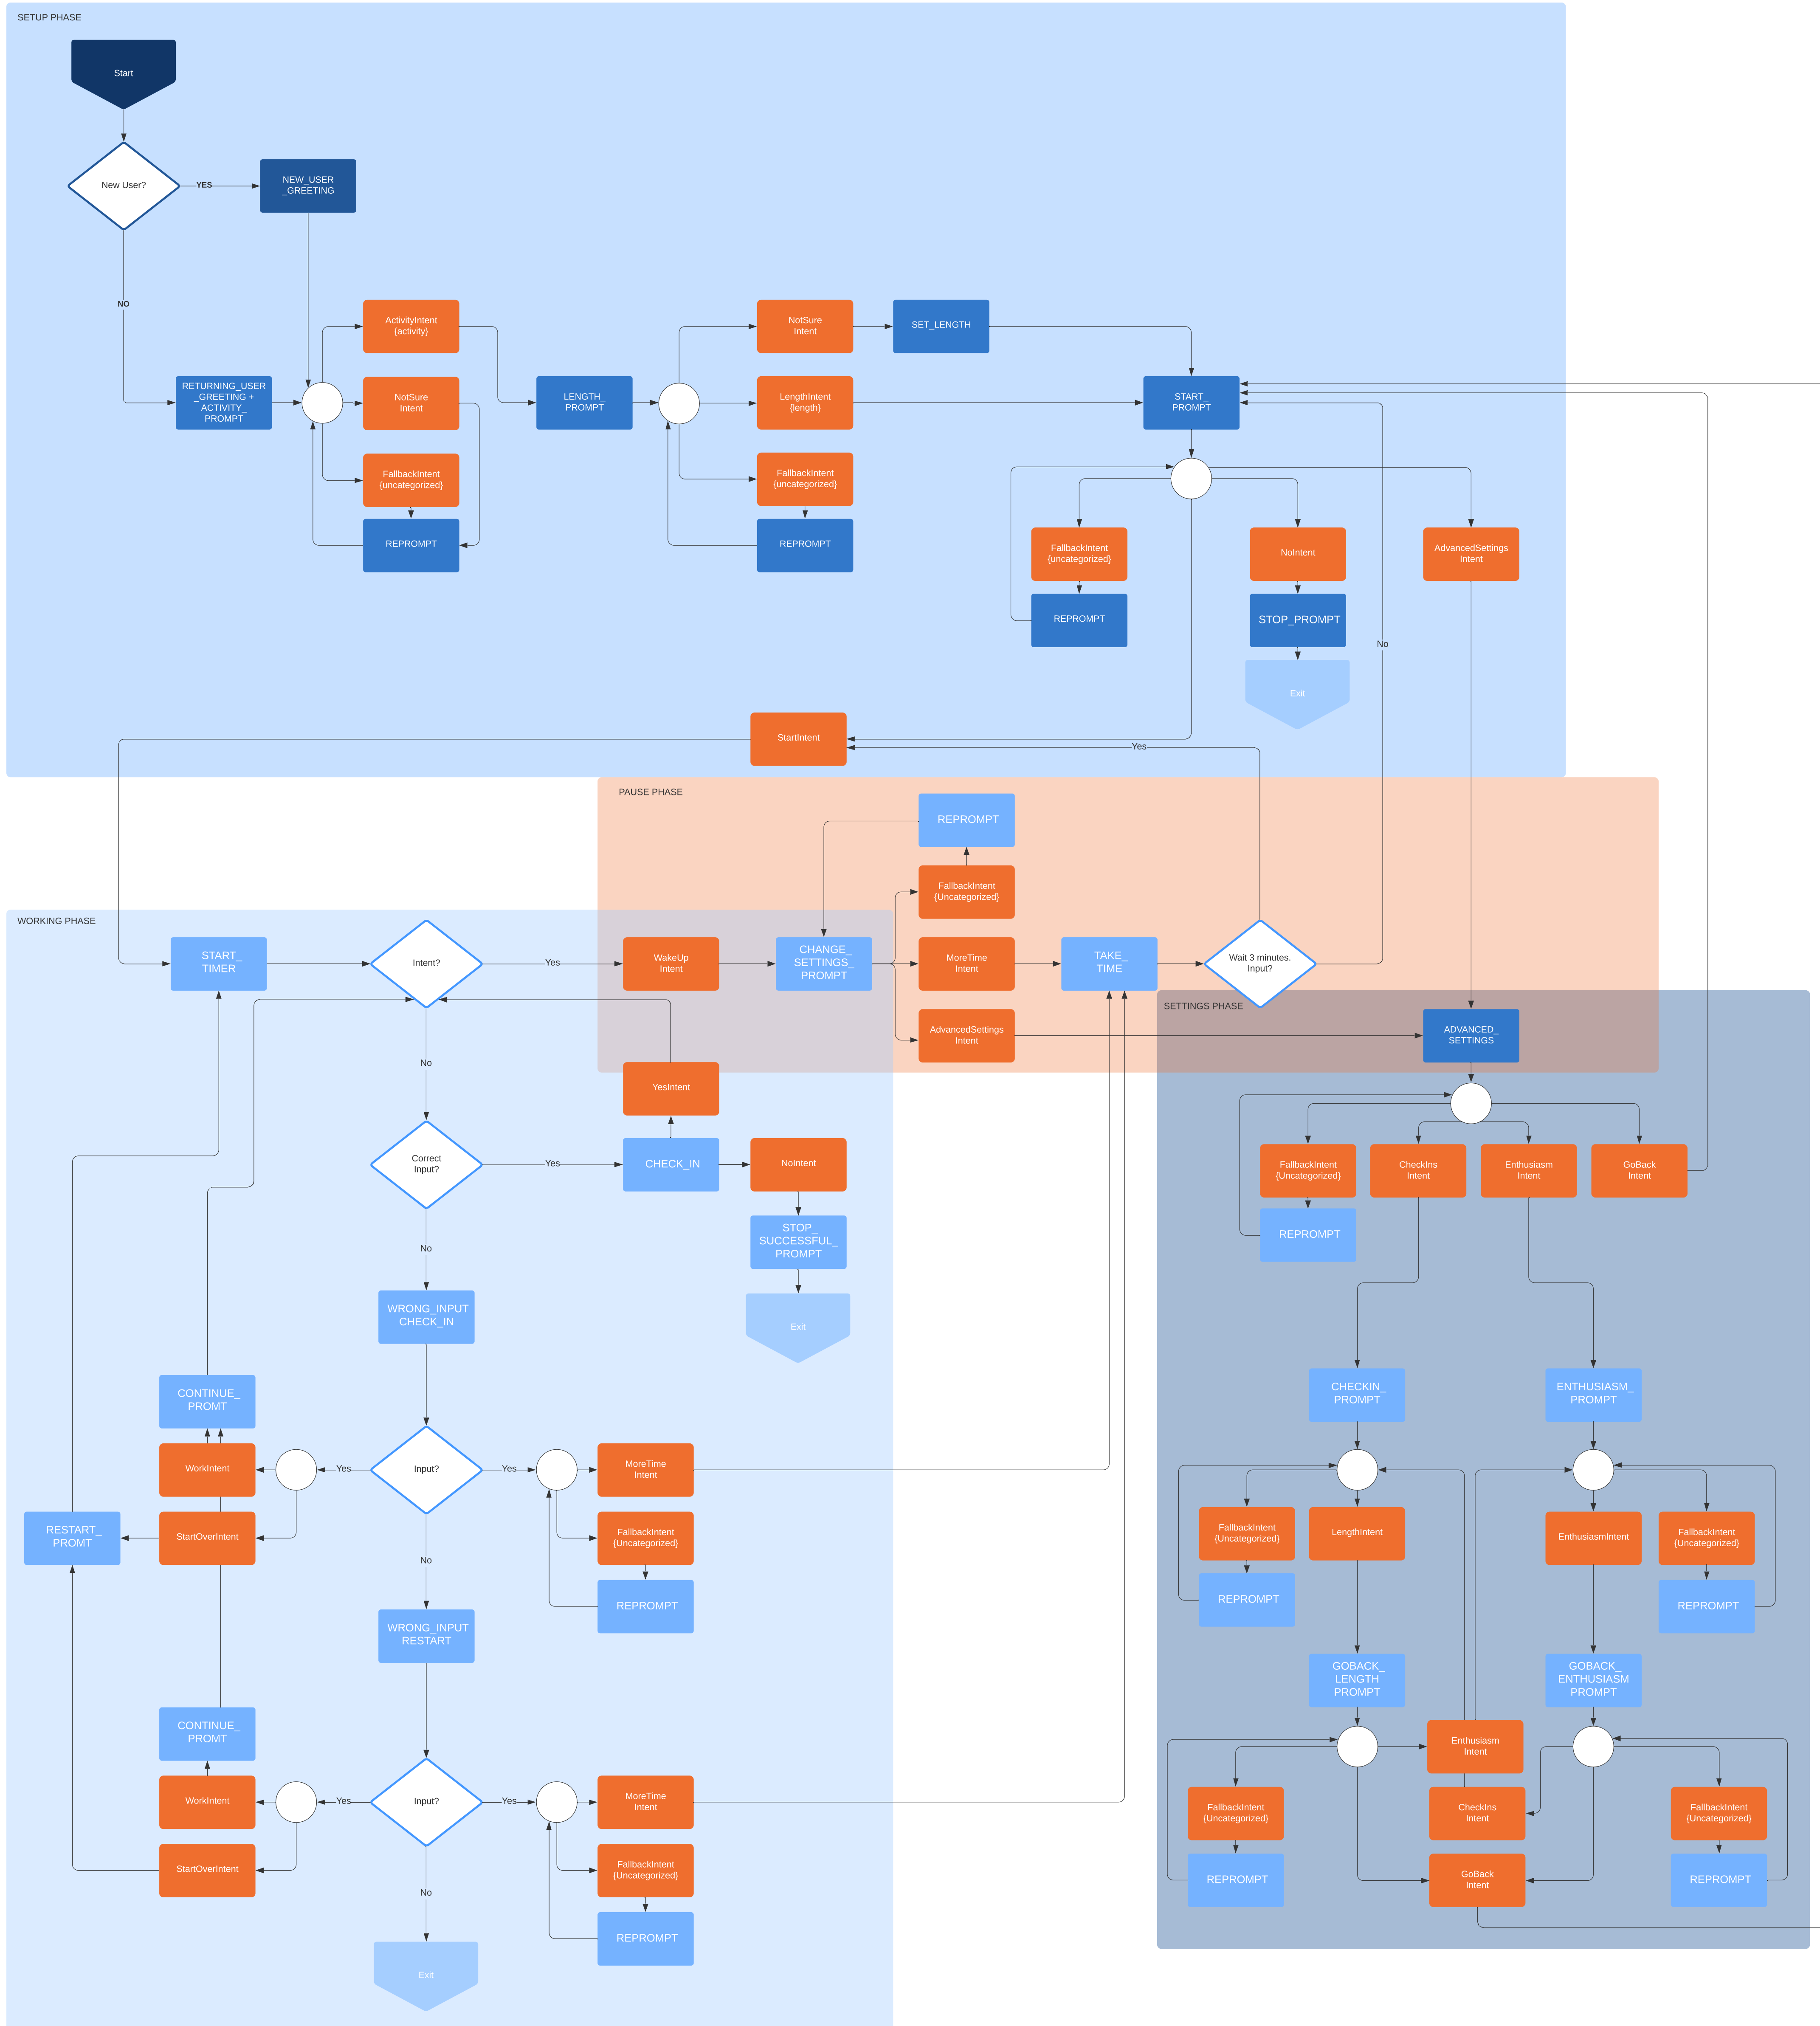 SETUP PHASE
Start
New User?
YES
NEW_USER
_GREETING
NO
RETURNING_USER
_GREETING +
ACTIVITY_
PROMPT
ActivityIntent
{activity}
NotSure
Intent
FallbackIntent
{uncategorized}
REPROMPT
LENGTH_
PROMPT
NotSure
Intent
SET_LENGTH
LengthIntent
{length}
FallbackIntent
{uncategorized}
REPROMPT
START_
PROMPT
FallbackIntent
{uncategorized}
REPROMPT
NoIntent
STOP_PROMPT
Exit
AdvancedSettings
Intent
No
StartIntent
Yes
PAUSE PHASE
REPROMPT
FallbackIntent
{Uncategorized}
WakeUp
Intent
CHANGE_
SETTINGS_
PROMPT
MoreTime
Intent
TAKE_
TIME
Wait 3 minutes.
Input?
AdvancedSettings
Intent
WORKING PHASE
START_
TIMER
Intent?
Yes
No
YesIntent
Correct
Input?
Yes
CHECK_IN
NoIntent
STOP_
SUCCESSFUL_
PROMPT
Exit
No
WRONG_INPUT
CHECK_IN
CONTINUE_
PROMT
WorkIntent
Yes
Input?
Yes
MoreTime
Intent
RESTART_
PROMT
StartOverIntent
FallbackIntent
{Uncategorized}
No
REPROMPT
WRONG_INPUT
RESTART
CONTINUE_
PROMT
WorkIntent
Yes
Input?
Yes
MoreTime
Intent
StartOverIntent
FallbackIntent
{Uncategorized}
No
REPROMPT
Exit
SETTINGS PHASE
ADVANCED_
SETTINGS
FallbackIntent
{Uncategorized}
CheckIns
Intent
Enthusiasm
Intent
GoBack
Intent
REPROMPT
CHECKIN_
PROMPT
ENTHUSIASM_
PROMPT
FallbackIntent
{Uncategorized}
LengthIntent
EnthusiasmIntent
FallbackIntent
{Uncategorized}
REPROMPT
REPROMPT
GOBACK_
LENGTH
PROMPT
GOBACK_
ENTHUSIASM
PROMPT
Enthusiasm
Intent
FallbackIntent
{Uncategorized}
CheckIns
Intent
FallbackIntent
{Uncategorized}
REPROMPT
GoBack
Intent
REPROMPT